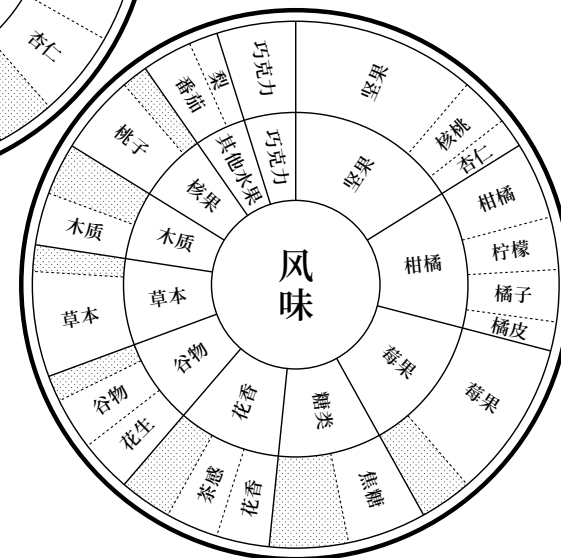 杏仁
风
味
坚果
柑橘
莓果
糖类
花香
谷物
草本
木质
核果
其他水果
巧克力
坚果
核桃
杏仁
柑橘
柠檬
橘子
橘皮
莓果
焦糖
花香
茶感
花生
谷物
草本
木质
桃子
番茄
梨
巧克力